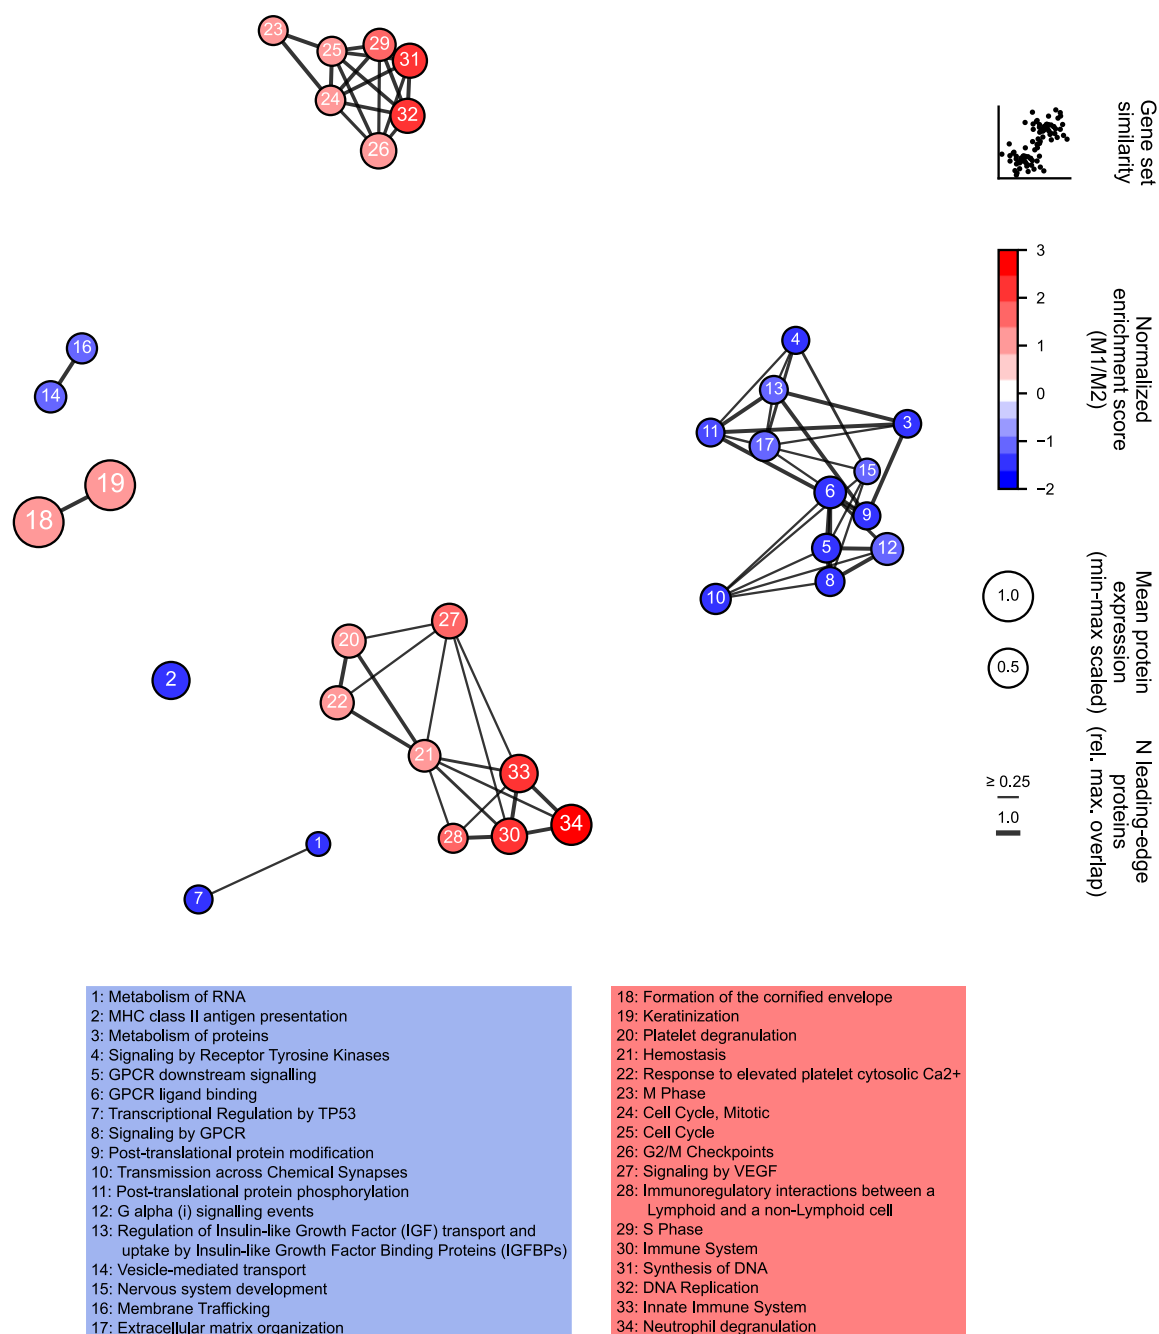 23
25
29
31
24
32
26
Gene set
similarity
3
2
1
0
−1
−2
Normalized
enrichment score
(M1/M2)
16
14
4
13
11
3
17
15
6
9
5
12
8
10
19
18
1.0
0.5
Mean protein
expression
(min-max scaled)
27
20
2
22
21
33
34
28
30
1
7
≥ 0.25
1.0
N leading-edge
proteins
(rel. max. overlap)
1: Metabolism of RNA
2: MHC class II antigen presentation
3: Metabolism of proteins
4: Signaling by Receptor Tyrosine Kinases
5: GPCR downstream signalling
6: GPCR ligand binding
7: Transcriptional Regulation by TP53
8: Signaling by GPCR
9: Post-translational protein modification
10: Transmission across Chemical Synapses
11: Post-translational protein phosphorylation
12: G alpha (i) signalling events
13: Regulation of Insulin-like Growth Factor (IGF) transport and
uptake by Insulin-like Growth Factor Binding Proteins (IGFBPs)
14: Vesicle-mediated transport
15: Nervous system development
16: Membrane Trafficking
17: Extracellular matrix organization
18: Formation of the cornified envelope
19: Keratinization
20: Platelet degranulation
21: Hemostasis
22: Response to elevated platelet cytosolic Ca2+
23: M Phase
24: Cell Cycle, Mitotic
25: Cell Cycle
26: G2/M Checkpoints
27: Signaling by VEGF
28: Immunoregulatory interactions between a
Lymphoid and a non-Lymphoid cell
29: S Phase
30: Immune System
31: Synthesis of DNA
32: DNA Replication
33: Innate Immune System
34: Neutrophil degranulation